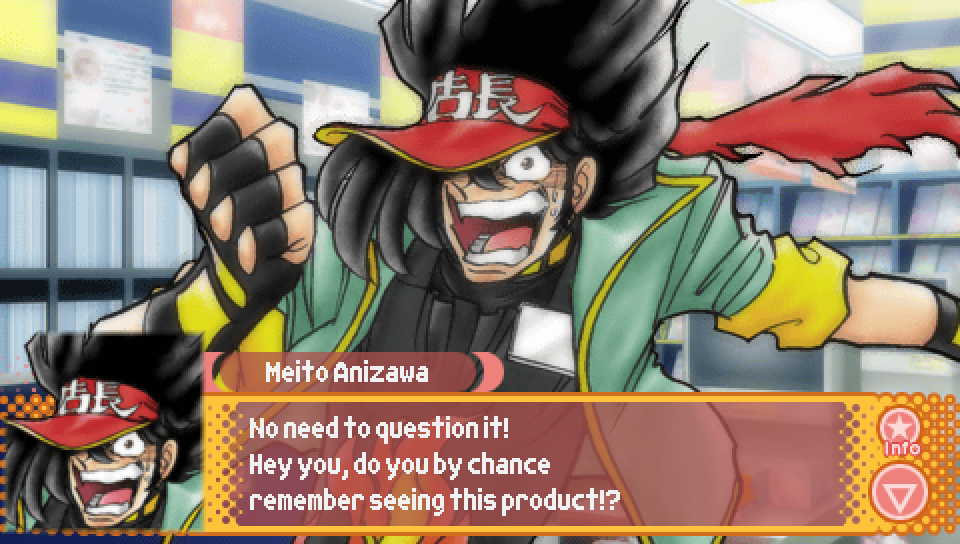 店長
Meito Anizawa
店長
No need to question it!
Hey you, do you by chance
remember seeing this product!?
Info